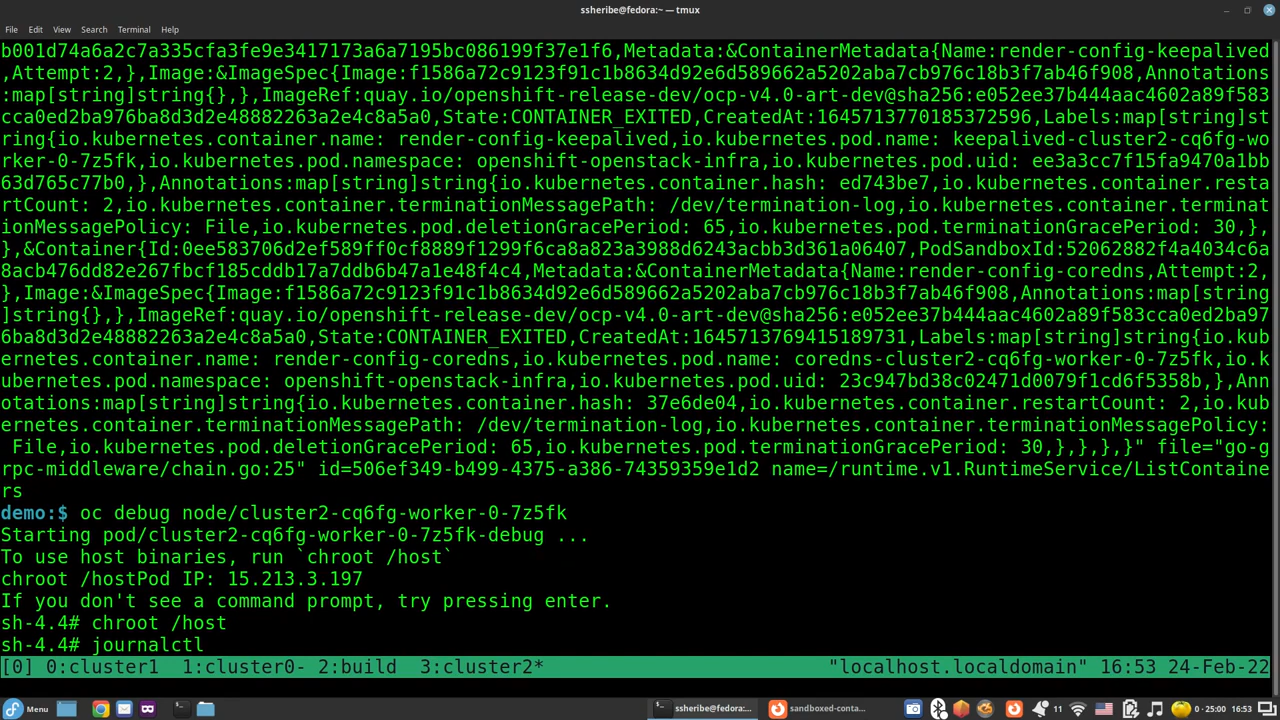 ssheribe@fedora:~ — tmux
File Edit View Search Terminal Help
b001d74a6a2c7a335cfa3fe9e3417173a6a7195bc086199f37e1f6,Metadata:&ContainerMetadata{Name:render-config-keepalived
,Attempt:2,},Image:&ImageSpec{Image:f1586a72c9123f91c1b8634d92e6d589662a5202aba7cb976c18b3f7ab46f908,Annotations
:map[string]string{},},ImageRef:quay.io/openshift-release-dev/ocp-v4.0-art-dev@sha256:e052ee37b444aac4602a89f583
cca0ed2ba976ba8d3d2e48882263a2e4c8a5a0,State:CONTAINER_EXITED,CreatedAt:1645713770185372596,Labels:map[string]st
ring{io.kubernetes.container.name: render-config-keepalived,io.kubernetes.pod.name: keepalived-cluster2-cq6fg-wo
rker-0-7z5fk,io.kubernetes.pod.namespace: openshift-openstack-infra,io.kubernetes.pod.uid: ee3a3cc7f15fa9470a1bb
63d765c77b0,},Annotations:map[string]string{io.kubernetes.container.hash: ed743be7,io.kubernetes.container.resta
rtCount: 2,io.kubernetes.container.terminationMessagePath: /dev/termination-log,io.kubernetes.container.terminat
ionMessagePolicy: File,io.kubernetes.pod.deletionGracePeriod: 65,io.kubernetes.pod.terminationGracePeriod: 30,},
},&Container{Id:0ee583706d2ef589ff0cf8889f1299f6ca8a823a3988d6243acbb3d361a06407,PodSandboxId:52062882f4a4034c6a
8acb476dd82e267fbcf185cddb17a7ddb6b47a1e48f4c4,Metadata:&ContainerMetadata{Name:render-config-coredns,Attempt:2,
},Image:&ImageSpec{Image:f1586a72c9123f91c1b8634d92e6d589662a5202aba7cb976c18b3f7ab46f908,Annotations:map[string
]string{},},ImageRef:quay.io/openshift-release-dev/ocp-v4.0-art-dev@sha256:e052ee37b444aac4602a89f583cca0ed2ba97
6ba8d3d2e48882263a2e4c8a5a0,State:CONTAINER_EXITED,CreatedAt:1645713769415189731,Labels:map[string]string{io.kub
ernetes.container.name: render-config-coredns,io.kubernetes.pod.name: coredns-cluster2-cq6fg-worker-0-7z5fk,io.k
ubernetes.pod.namespace: openshift-openstack-infra,io.kubernetes.pod.uid: 23c947bd38c02471d0079f1cd6f5358b,},Ann
otations:map[string]string{io.kubernetes.container.hash: 37e6de04,io.kubernetes.container.restartCount: 2,io.kub
ernetes.container.terminationMessagePath: /dev/termination-log,io.kubernetes.container.terminationMessagePolicy:
 File,io.kubernetes.pod.deletionGracePeriod: 65,io.kubernetes.pod.terminationGracePeriod: 30,},},},}" file="go-g
rpc-middleware/chain.go:25" id=506ef349-b499-4375-a386-74359359e1d2 name=/runtime.v1.RuntimeService/ListContaine
rs
demo:$ oc debug node/cluster2-cq6fg-worker-0-7z5fk
Starting pod/cluster2-cq6fg-worker-0-7z5fk-debug ...
To use host binaries, run `chroot /host`
chroot /hostPod IP: 15.213.3.197
If you don't see a command prompt, try pressing enter.
sh-4.4# chroot /host
sh-4.4# journalctl
[0] 0:cluster1  1:cluster0- 2:build  3:cluster2* "localhost.localdomain" 16:53 24-Feb-22
Menu ssheribe@fedora:... sandboxed-conta... 11 0 : 25:00 16:53